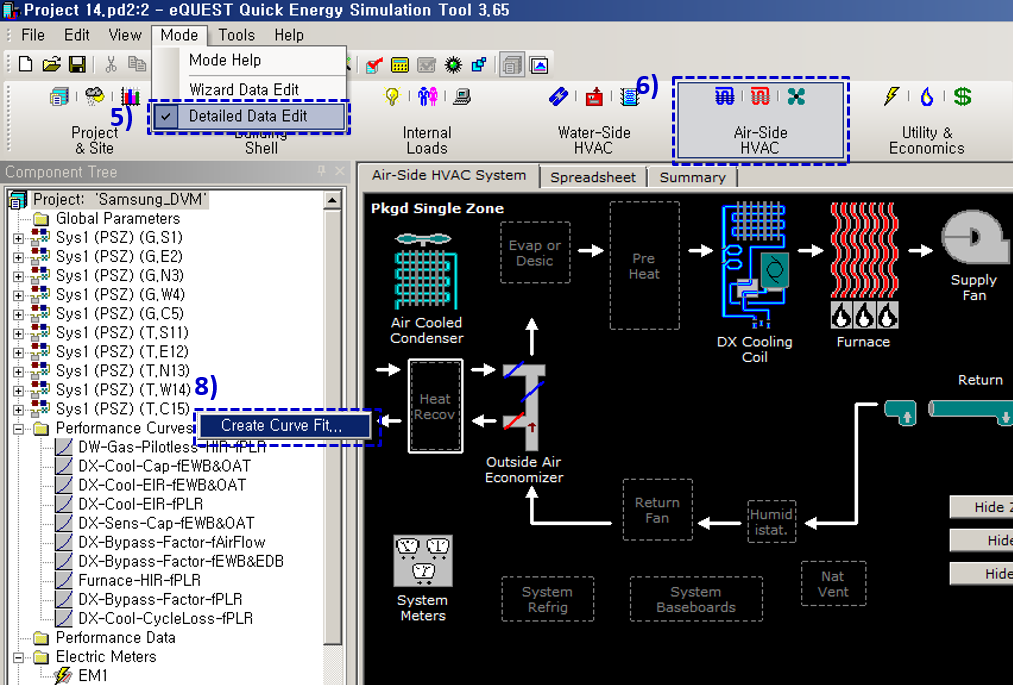 Project 14.pd2:2 - eQUEST Quick Energy Simulation Tool 3.65
File Edit View Mode Tools Help
Mode Help
Wizard Data Edit
5)
Detailed Data Edit
6)
Project
& Site
Building
Shell
Internal
Loads
Water-Side
HVAC
Air-Side
HVAC
Utility &
Economics
Component Tree
Project: 'Samsung_DVM'
Global Parameters
Sys1 (PSZ) (G.S1)
Sys1 (PSZ) (G.E2)
Sys1 (PSZ) (G.N3)
Sys1 (PSZ) (G.W4)
Sys1 (PSZ) (G.C5)
Sys1 (PSZ) (T.S11)
Sys1 (PSZ) (T.E12)
Sys1 (PSZ) (T.N13)
Sys1 (PSZ) (T.W14)
Sys1 (PSZ) (T.C15)
8)
Create Curve Fit...
Performance Curves
DW-Gas-Pilotless-HIR-fPLR
DX-Cool-Cap-fEWB&OAT
DX-Cool-EIR-fEWB&OAT
DX-Cool-EIR-fPLR
DX-Sens-Cap-fEWB&OAT
DX-Bypass-Factor-fAirFlow
DX-Bypass-Factor-fEWB&EDB
Furnace-HIR-fPLR
DX-Bypass-Factor-fPLR
DX-Cool-CycleLoss-fPLR
Performance Data
Electric Meters
EM1
Air-Side HVAC System
Spreadsheet
Summary
Pkgd Single Zone
Air Cooled
Condenser
Evap or
Desic
Pre
Heat
DX Cooling
Coil
Furnace
Supply
Fan
Heat
Recov
Outside Air
Economizer
Return
Return
Fan
Humid
istat.
Hide
Hide
Hide
System
Meters
System
Refrig
System
Baseboards
Nat
Vent